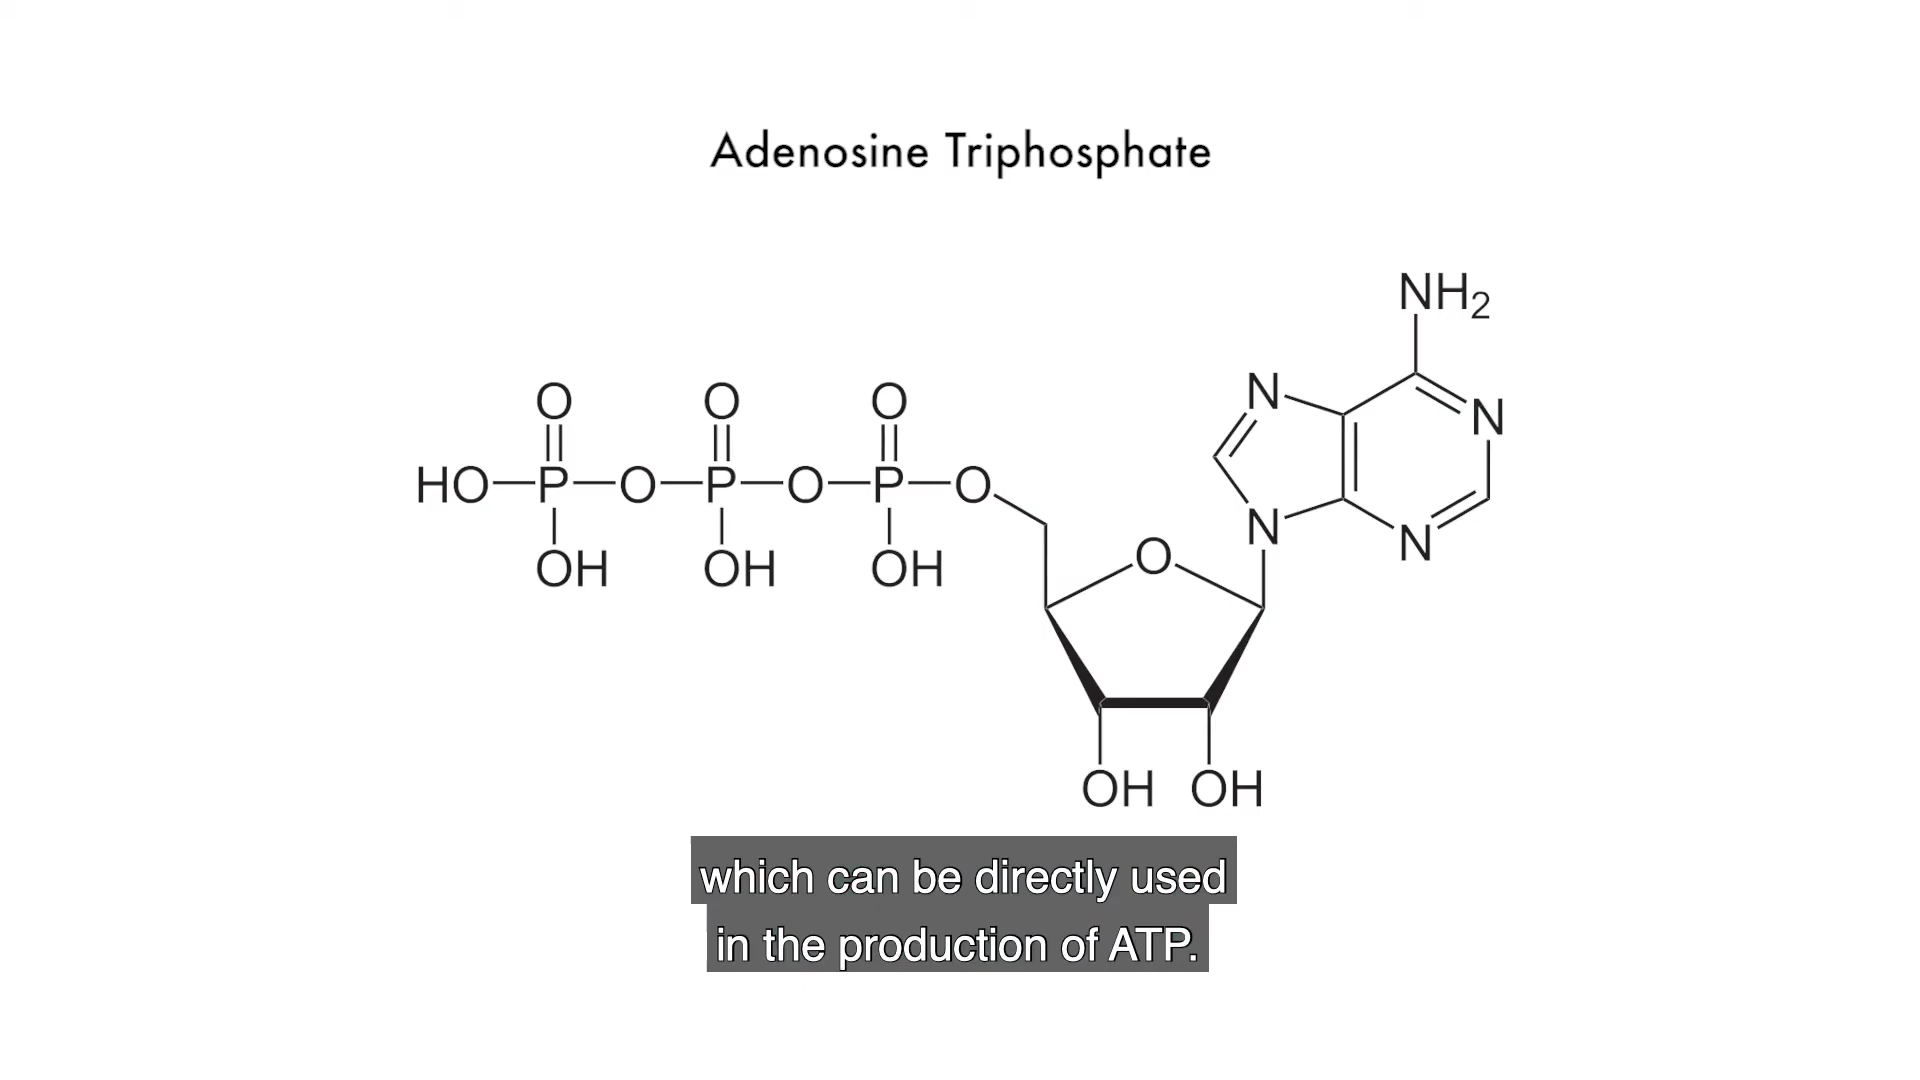 Adenosine Triphosphate
NH2
O O O N N
HO P O P O P O N N
OH OH OH O
OH OH
which can be directly used
in the production of ATP.